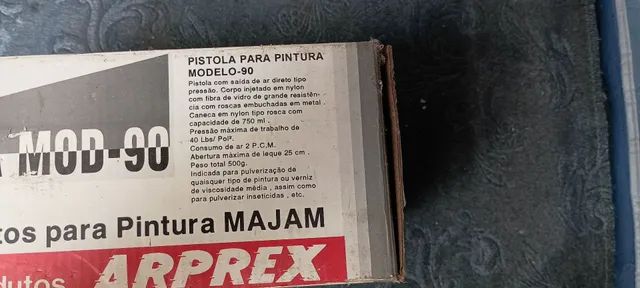 PISTOLA PARA PINTURA
MODELO-90
Pistola com saída de ar direto tipo
pressão. Corpo injetado em nylon
com fibra de vidro de grande resistên-
cia com roscas embuchadas em metal .
Caneca em nylon tipo rosca com
capacidade de 750 ml .
Pressão máxima de trabalho de
40 Lbs/ Pol².
Consumo de ar 2 P.C.M.
Abertura máxima de leque 25 cm .
Peso total 500g.
Indicada para pulverização de
quaisquer tipo de pintura ou verniz
de viscosidade média , assim como
para pulverizar inseticidas , etc.
MOD-90
tos para Pintura MAJAM
dutos ARPREX